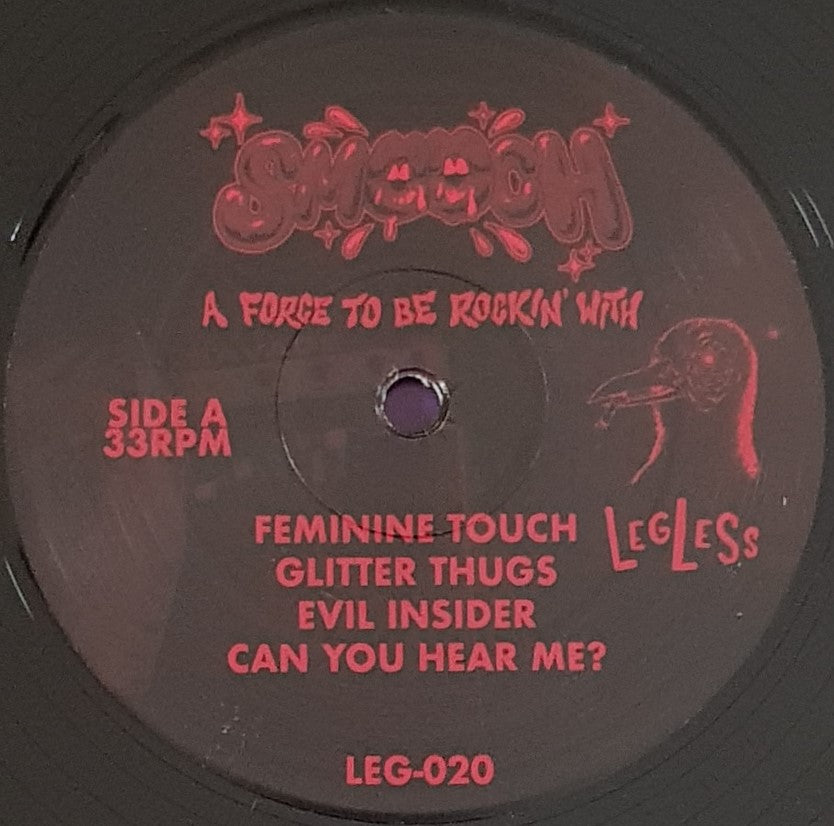 SMOOCH
A FORCE TO BE ROCKIN' WITH
SIDE A
33RPM
FEMININE TOUCH
GLITTER THUGS
EVIL INSIDER
CAN YOU HEAR ME?
LEGLESS
LEG-020